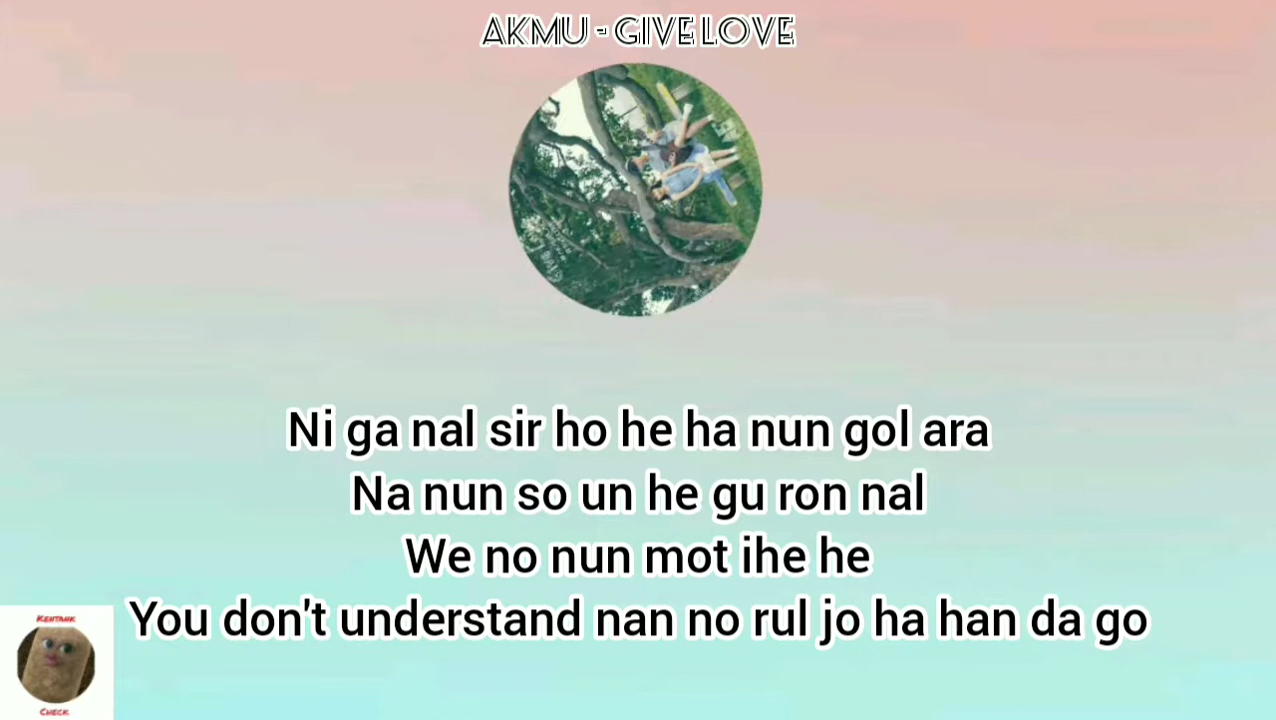 AKMU - GIVE LOVE
Ni ga nal sir ho he ha nun gol ara
Na nun so un he gu ron nal
We no nun mot ihe he
You don't understand nan no rul jo ha han da go
KENTANK
CHECK